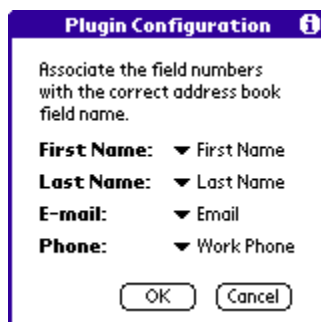 Plugin Configuration i
Associate the field numbers
with the correct address book
field name.
First Name: First Name
Last Name: Last Name
E-mail: Email
Phone: Work Phone
OK Cancel